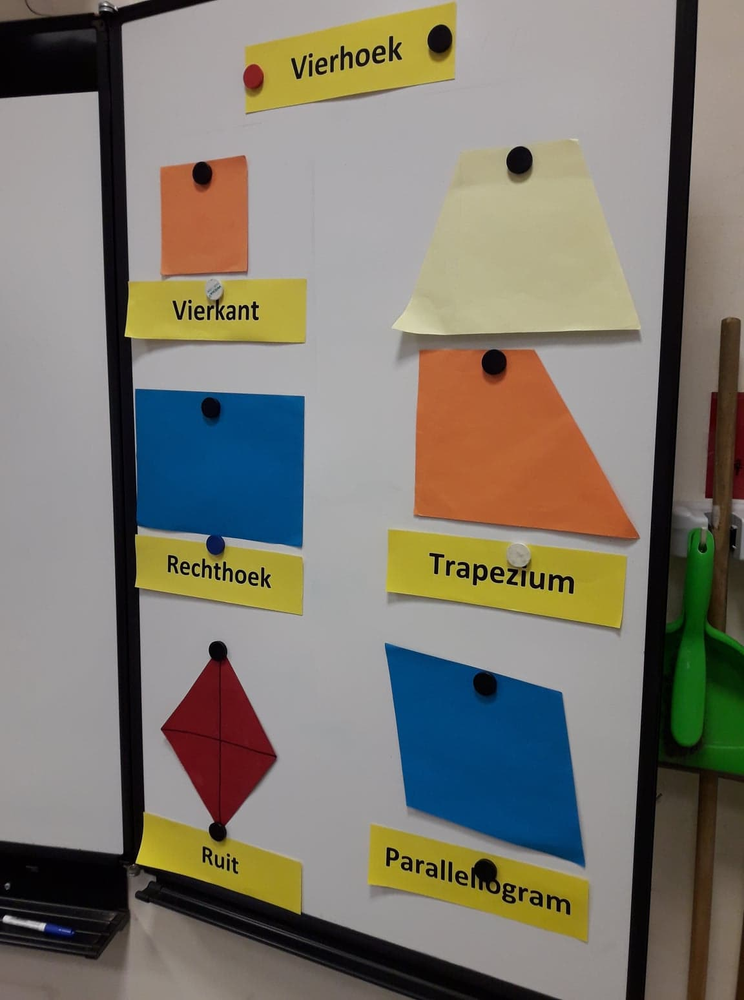 Vierhoek
Vierkant
Rechthoek
Trapezium
Ruit
Parallellogram